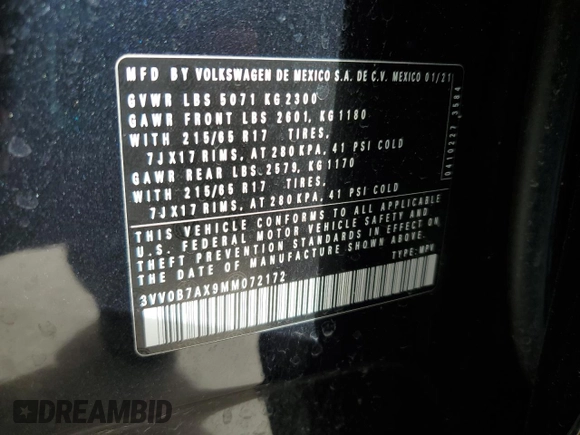 MFD BY VOLKSWAGEN DE MEXICO S.A. DE C.V. MEXICO 01/21
GVWR LBS 5071 KG 2300
GAWR FRONT LBS 2601, KG 1180
WITH 215/65 R17 TIRES,
7JX17 RIMS, AT 280 KPA, 41 PSI COLD
GAWR REAR LBS 2579, KG 1170
WITH 215/65 R17 TIRES,
7JX17 RIMS, AT 280 KPA, 41 PSI COLD
THIS VEHICLE CONFORMS TO ALL APPLICABLE
U.S. FEDERAL MOTOR VEHICLE SAFETY AND
THEFT PREVENTION STANDARDS IN EFFECT ON
THE DATE OF MANUFACTURE SHOWN ABOVE.
3VV0B7AX9MM072172 TYPE: MPV
0410227 3584
DREAMBID